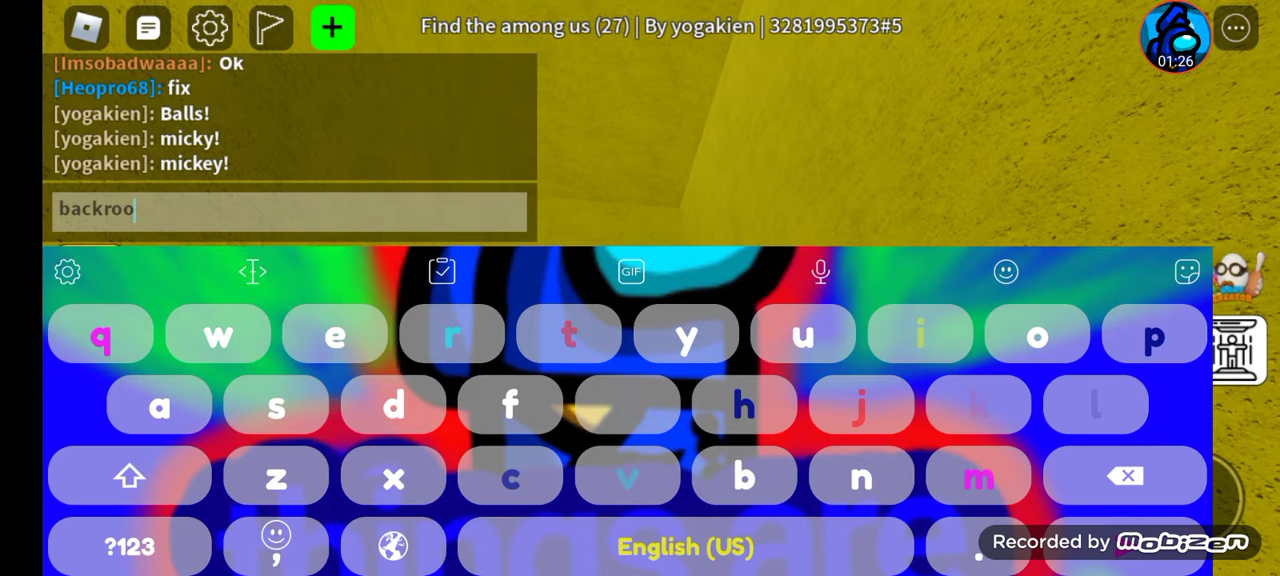 Find the among us (27) | By yogakien | 3281995373#5
01:26
[Imsobadwaaaa]: Ok
[Heopro68]: fix
[yogakien]: Balls!
[yogakien]: micky!
[yogakien]: mickey!
backroo
GIF
q w e r t y u i o p
a s d f h j k l
z x c v b n m
?123 , English (US) .
Recorded by mobizen